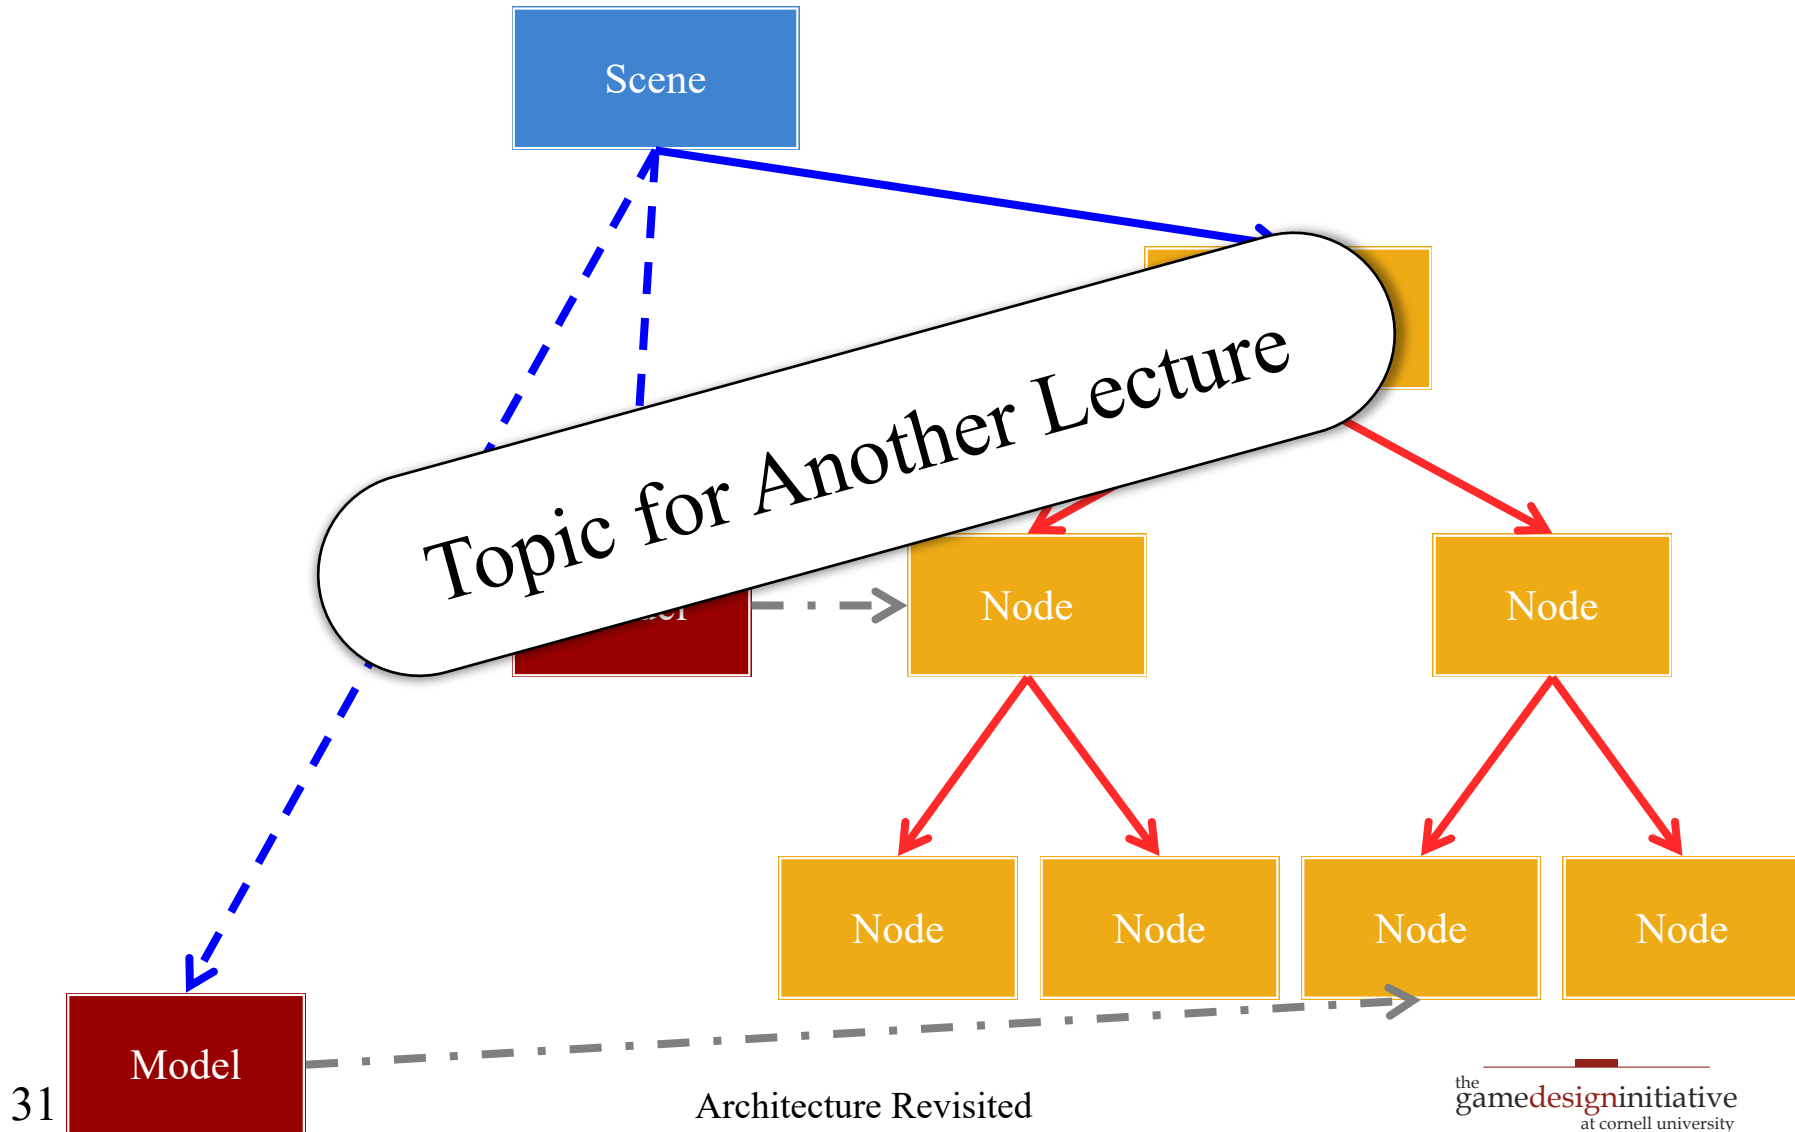 Scene
Topic for Another Lecture
Node
Node
Node
Node
Node
Node
Model
31
Architecture Revisited
the
gamedesigninitiative
at cornell university